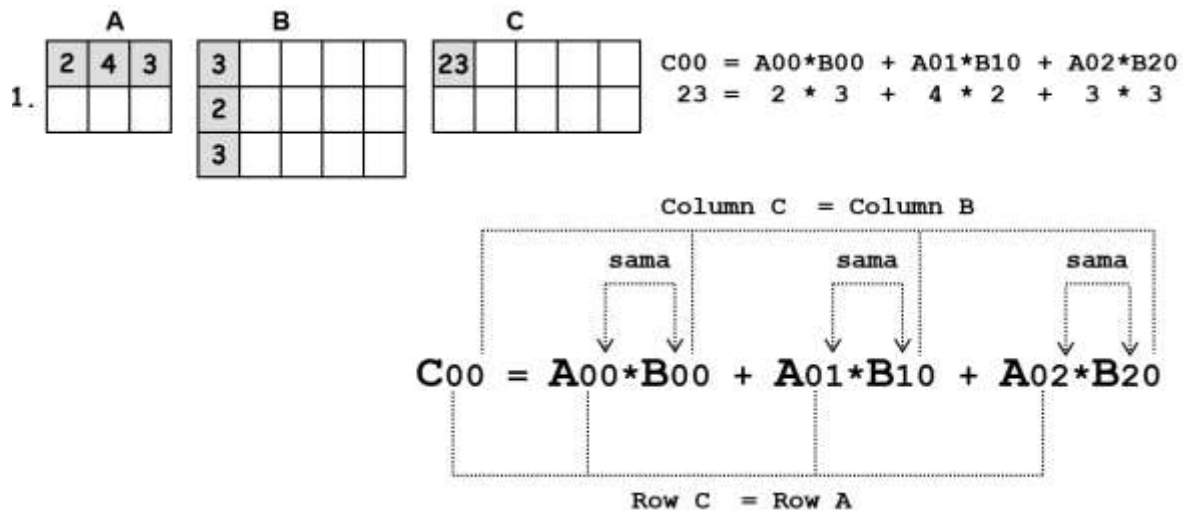 A B C
2 4 3 3 23 C00 = A00*B00 + A01*B10 + A02*B20
1. 2 23 = 2 * 3 + 4 * 2 + 3 * 3
3
Column C = Column B
sama sama sama
C00 = A00*B00 + A01*B10 + A02*B20
Row C = Row A